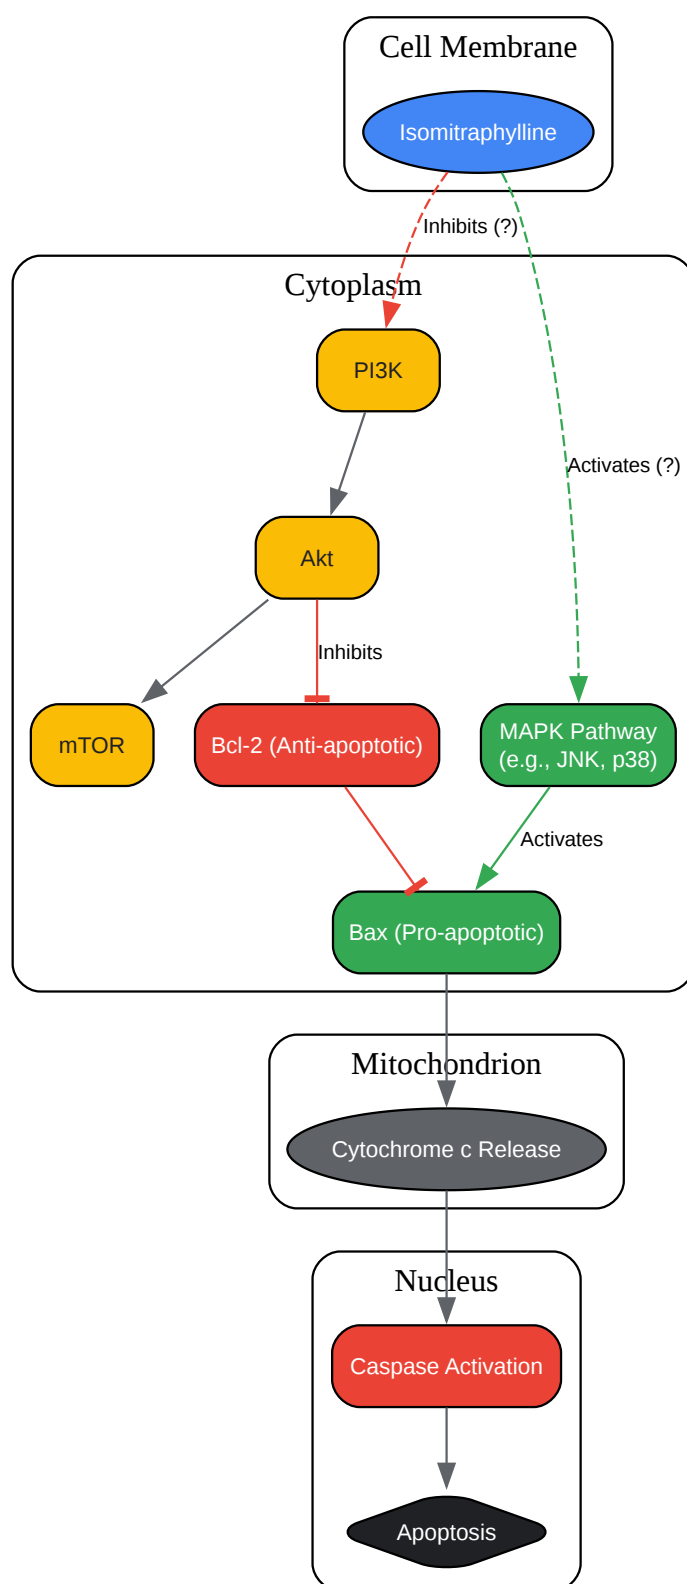 Cell Membrane
Isomitraphylline
Inhibits (?)
Cytoplasm
PI3K
Activates (?)
Akt
Inhibits
mTOR
Bcl-2 (Anti-apoptotic)
MAPK Pathway
(e.g., JNK, p38)
Activates
Bax (Pro-apoptotic)
Mitochondrion
Cytochrome c Release
Nucleus
Caspase Activation
Apoptosis